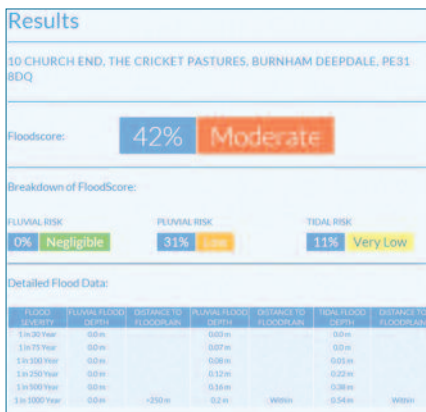 Results
10 CHURCH END, THE CRICKET PASTURES, BURNHAM DEEPDALE, PE31
8DQ
Floodscore: 42% Moderate
Breakdown of FloodScore:
FLUVIAL RISK PLUVIAL RISK TIDAL RISK
0% Negligible 31% Low 11% Very Low
Detailed Flood Data:
FLOOD FLUVIAL FLOOD DISTANCE TO PLUVIAL FLOOD DISTANCE TO TIDAL FLOOD DISTANCE TO
SEVERITY DEPTH FLOODPLAIN DEPTH FLOODPLAIN DEPTH FLOODPLAIN
1 in 30 Year 0.0 m 0.03 m 0.0 m
1 in 75 Year 0.0 m 0.07 m 0.0 m
1 in 100 Year 0.0 m 0.08 m 0.01 m
1 in 250 Year 0.0 m 0.12 m 0.22 m
1 in 500 Year 0.0 m 0.16 m 0.38 m
1 in 1000 Year 0.0 m <250 m 0.2 m Within 0.54 m Within